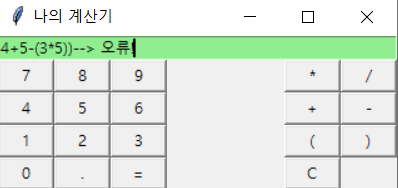 나의 계산기
4+5-(3*5))--> 오류!
7 8 9 * /
4 5 6 + -
1 2 3 ( )
0 . = C